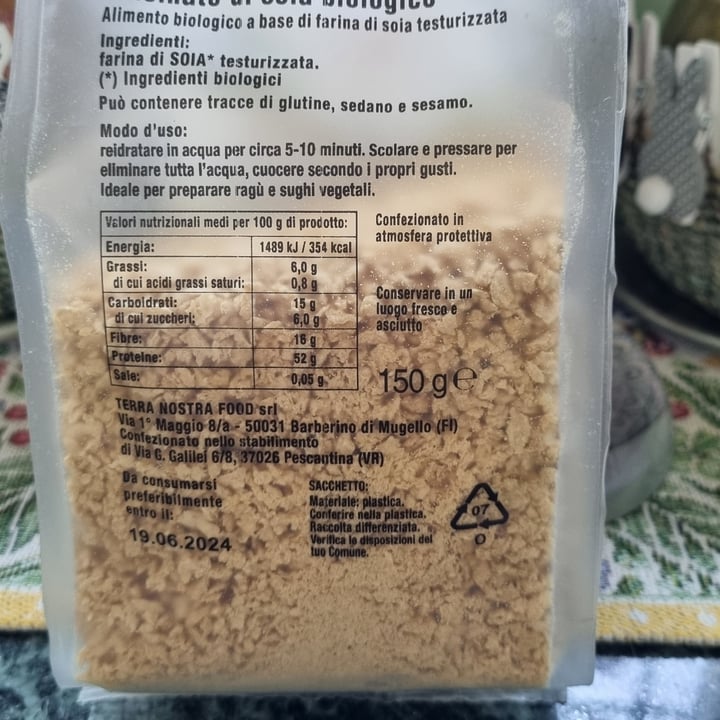 di soia biologico
Alimento biologico a base di farina di soia testurizzata
Ingredienti:
farina di SOIA* testurizzata.
(*) Ingredienti biologici
Può contenere tracce di glutine, sedano e sesamo.
Modo d'uso:
reidratare in acqua per circa 5-10 minuti. Scolare e pressare per
eliminare tutta l'acqua, cuocere secondo i propri gusti.
Ideale per preparare ragù e sughi vegetali.
Valori nutrizionali medi per 100 g di prodotto:
Energia: 1489 kJ / 354 kcal
Grassi: 6,0 g
di cui acidi grassi saturi: 0,8 g
Carboidrati: 15 g
di cui zuccheri: 6,0 g
Fibre: 16 g
Proteine: 52 g
Sale: 0,05 g
Confezionato in
atmosfera protettiva
Conservare in un
luogo fresco e
asciutto
150 g e
TERRA NOSTRA FOOD srl
Via 1° Maggio 8/a - 50031 Barberino di Mugello (FI)
Confezionato nello stabilimento
di Via G. Galilei 6/8, 37026 Pescantina (VR)
Da consumarsi
preferibilmente
entro il:
19.06.2024
SACCHETTO:
Materiale: plastica.
Conferire nella plastica.
Raccolta differenziata.
Verifica le disposizioni del
tuo Comune.
07
O